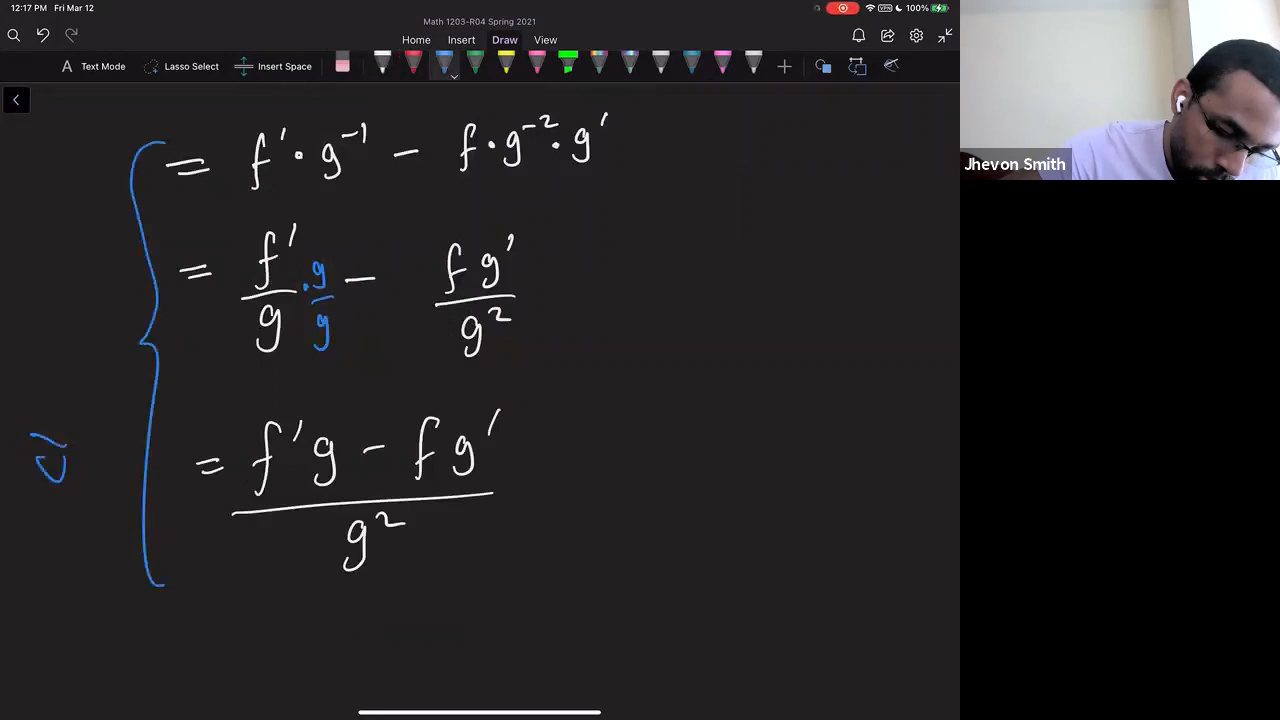 12:17 PM Fri Mar 12
VPN 100%
Math 1203-R04 Spring 2021
Home Insert Draw View
Text Mode Lasso Select Insert Space
= f' · g⁻¹ − f · g⁻² · g'
= f'/g · g/g − fg'/g²
= (f'g − fg')/g²
Jhevon Smith